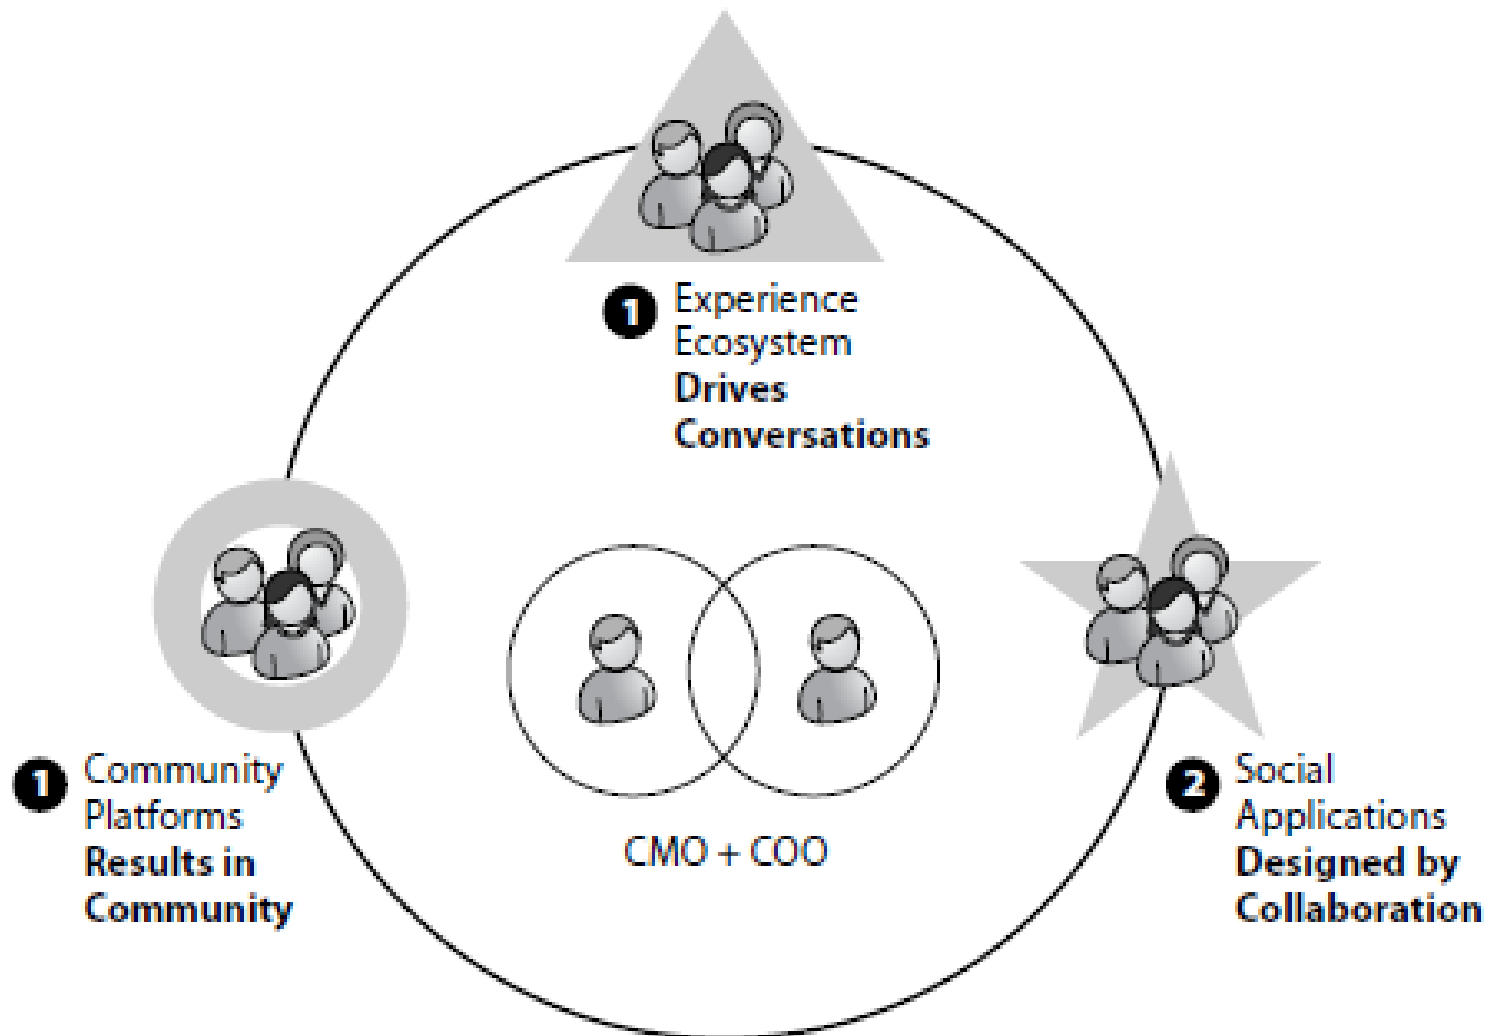 1 Experience
Ecosystem
Drives
Conversations
1 Community
Platforms
Results in
Community
CMO + COO
2 Social
Applications
Designed by
Collaboration